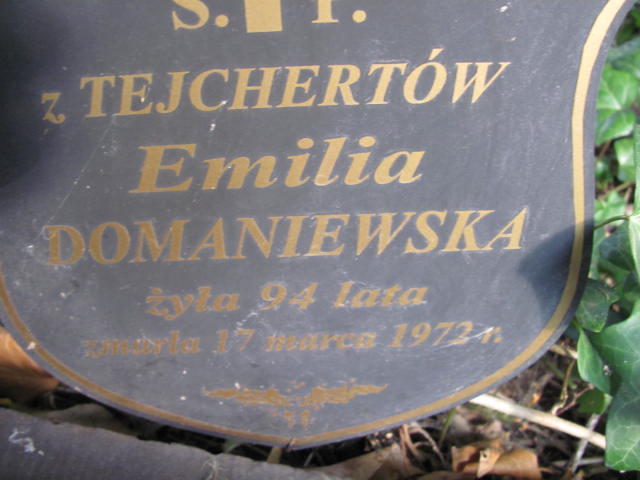 Ś. P.
z TEJCHERTÓW
Emilia
DOMANIEWSKA
żyła 94 lata
zmarła 17 marca 1972 r.